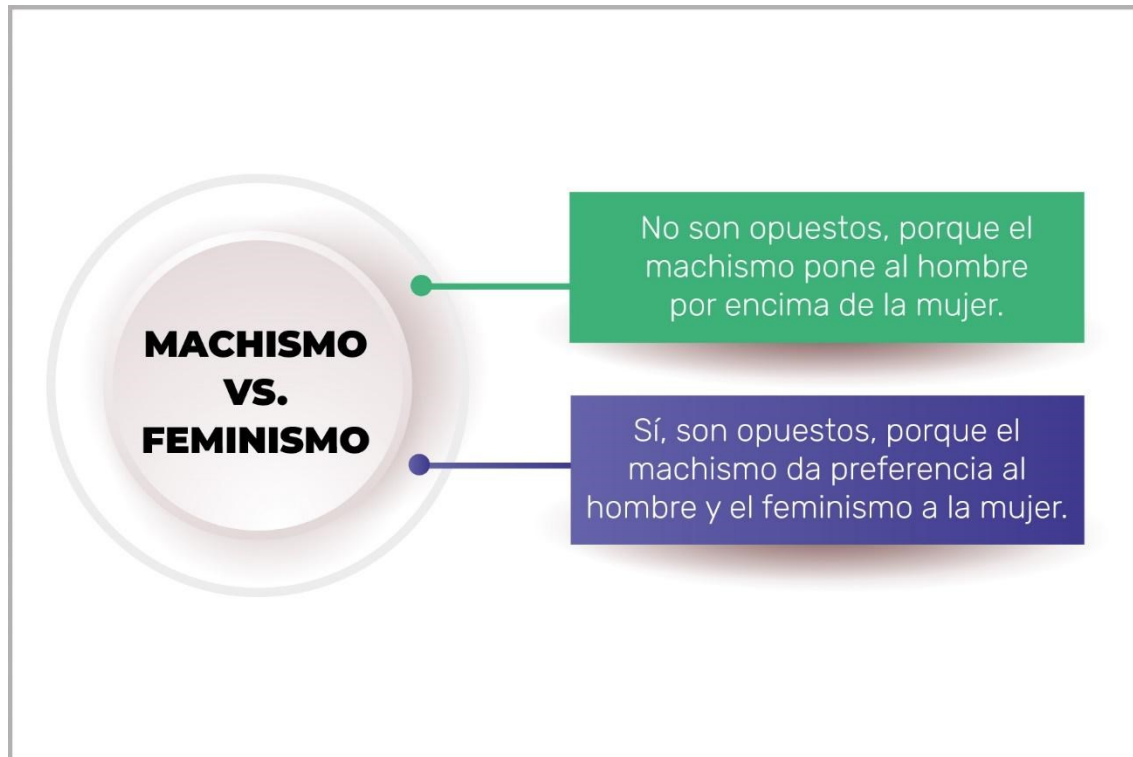 MACHISMO
VS.
FEMINISMO
No son opuestos, porque el
machismo pone al hombre
por encima de la mujer.
Sí, son opuestos, porque el
machismo da preferencia al
hombre y el feminismo a la mujer.